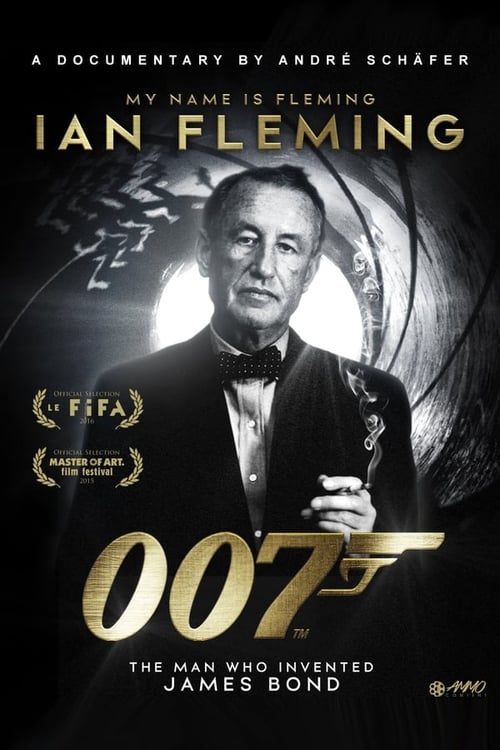 A DOCUMENTARY BY ANDRÉ SCHÄFER
MY NAME IS FLEMING
IAN FLEMING
OFFICIAL SELECTION
LE FiFA
2016
OFFICIAL SELECTION
MASTER OF ART.
film festival
2015
007
TM
THE MAN WHO INVENTED
JAMES BOND
AMMO
CONTENT